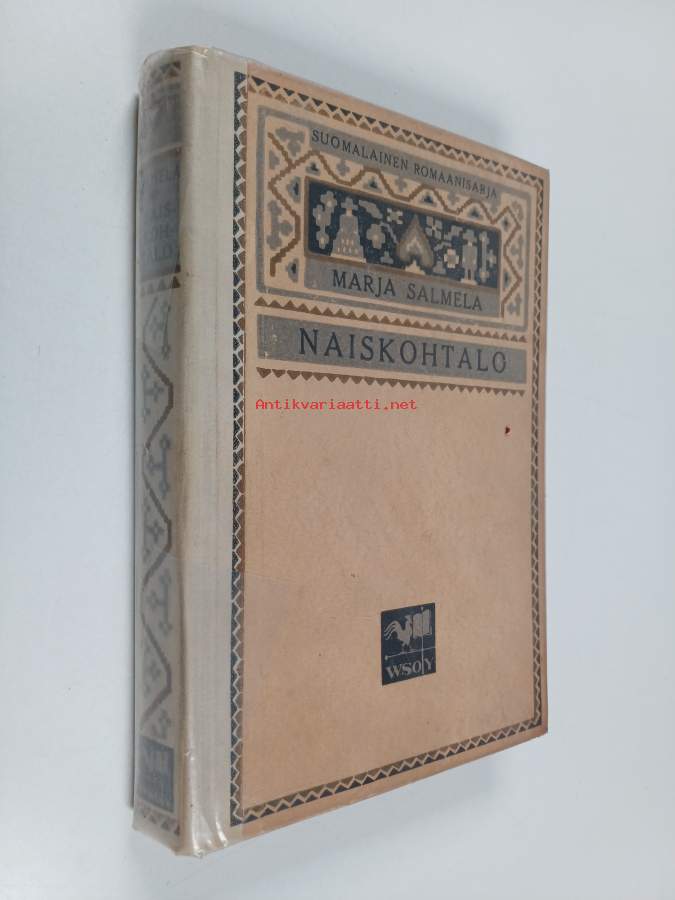 SUOMALAINEN ROMAANISARJA
MARJA SALMELA
NAISKOHTALO
Antikvariaatti.net
WSOY